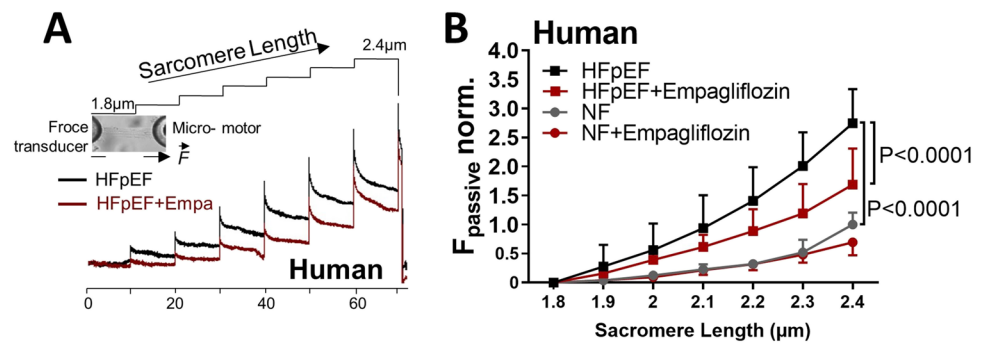 A
Sarcomere Length
2.4μm
1.8μm
Froce
transducer
Micro- motor
F
HFpEF
HFpEF+Empa
Human
0 20 40 60
B
Human
4.0
3.5
3.0
2.5
2.0
1.5
1.0
0.5
0
Fpassive norm.
HFpEF
HFpEF+Empagliflozin
NF
NF+Empagliflozin
P<0.0001
P<0.0001
1.8 1.9 2 2.1 2.2 2.3 2.4
Sacromere Length (μm)